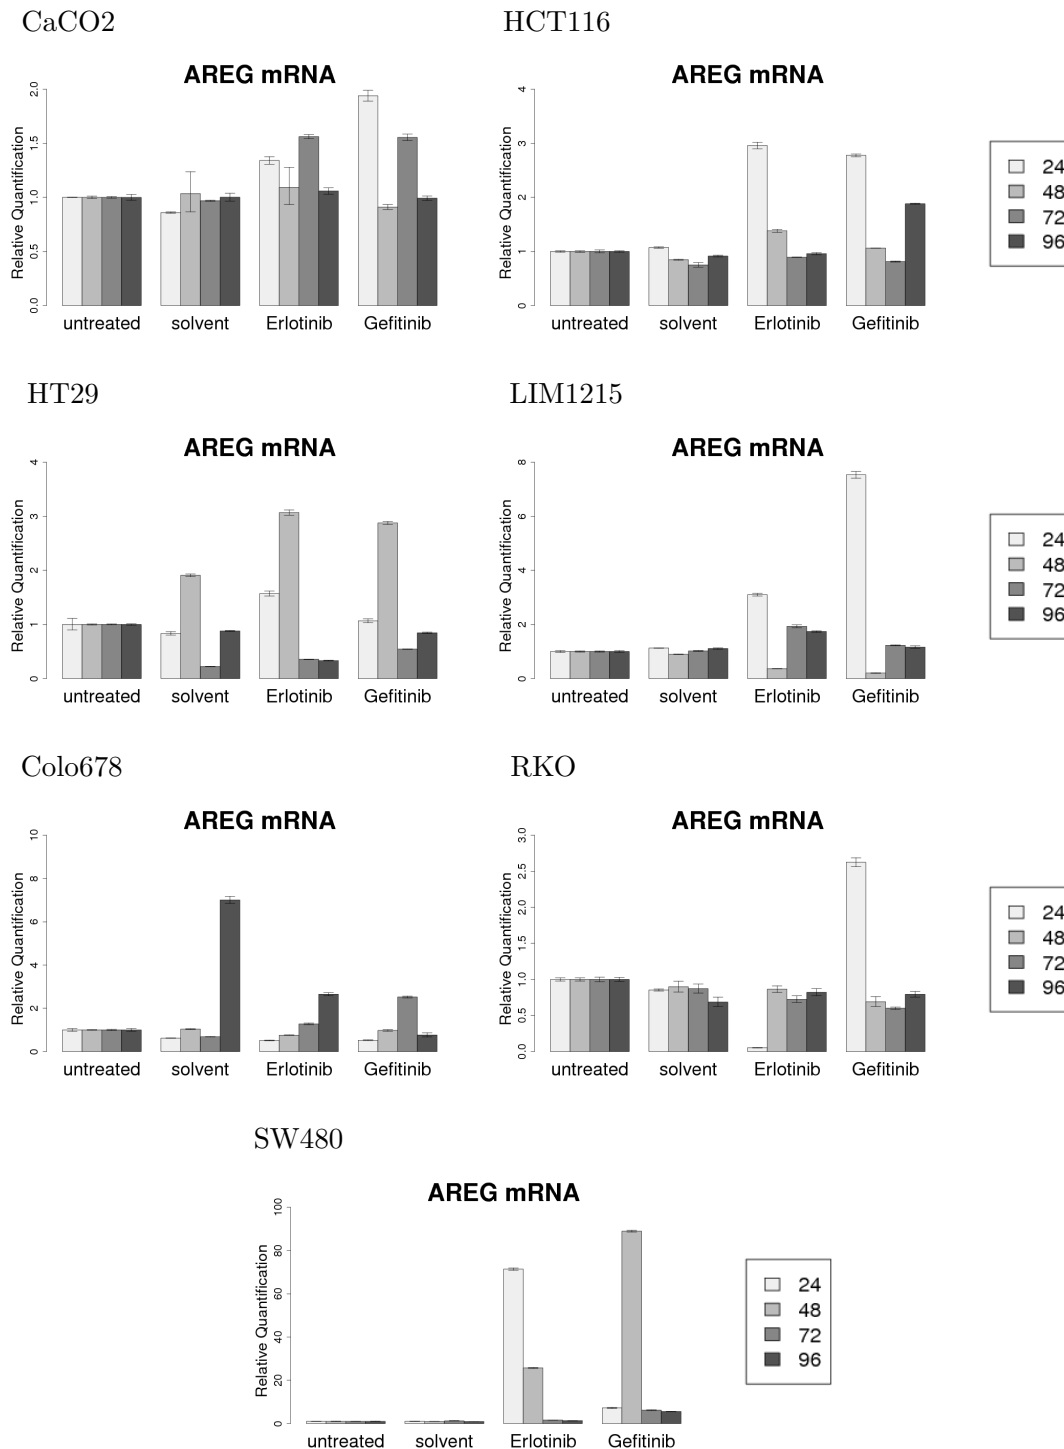 CaCO2
HCT116
AREG mRNA
Relative Quantification
0.0 0.5 1.0 1.5 2.0
untreated solvent Erlotinib Gefitinib
AREG mRNA
Relative Quantification
0 1 2 3 4
untreated solvent Erlotinib Gefitinib
24
48
72
96
HT29
LIM1215
AREG mRNA
Relative Quantification
0 1 2 3 4
untreated solvent Erlotinib Gefitinib
AREG mRNA
Relative Quantification
0 2 4 6 8
untreated solvent Erlotinib Gefitinib
24
48
72
96
Colo678
RKO
AREG mRNA
Relative Quantification
0 2 4 6 8 10
untreated solvent Erlotinib Gefitinib
AREG mRNA
Relative Quantification
0.0 0.5 1.0 1.5 2.0 2.5 3.0
untreated solvent Erlotinib Gefitinib
24
48
72
96
SW480
AREG mRNA
Relative Quantification
0 20 40 60 80 100
untreated solvent Erlotinib Gefitinib
24
48
72
96